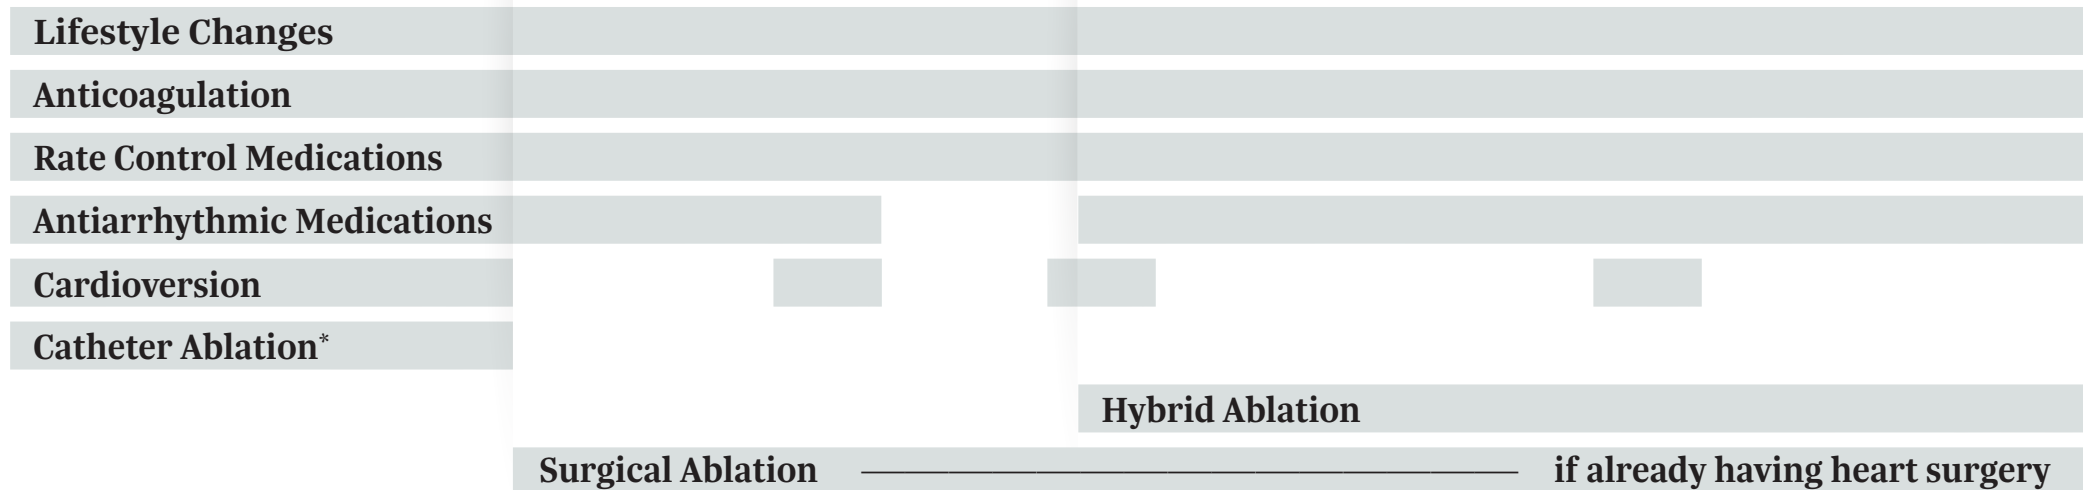 Lifestyle Changes
Anticoagulation
Rate Control Medications
Antiarrhythmic Medications
Cardioversion
Catheter Ablation*
Hybrid Ablation
Surgical Ablation if already having heart surgery